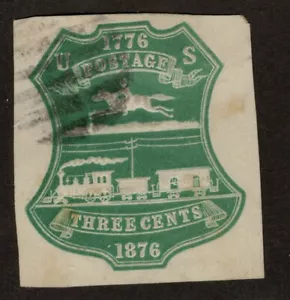 1776
U S
POSTAGE
THREE CENTS
1876